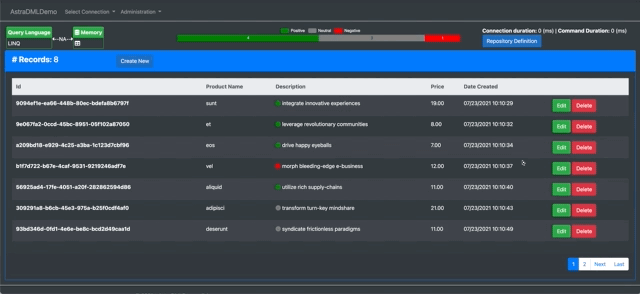 AstraDMLDemo Select Connection Administration
Query Language
LINQ
NA
Memory
Positive Neutral Negative
4 3 1
Connection duration: 0 (ms) | Command Duration: 0 (ms)
Repository Definition
# Records: 8 Create New
Id Product Name Description Price Date Created
9094ef1e-ea66-448b-80ec-bdefa8b6797f sunt integrate innovative experiences 19.00 07/23/2021 10:10:29 Edit Delete
9e067fa2-0ccd-45bc-8951-05f102a87050 et leverage revolutionary communities 8.00 07/23/2021 10:10:32 Edit Delete
a209bd18-e929-4c25-a3ba-1c123d7cbf96 eos drive happy eyeballs 7.00 07/23/2021 10:10:34 Edit Delete
b1f7d722-b67e-4caf-9531-9219246adf7e vel morph bleeding-edge e-business 12.00 07/23/2021 10:10:37 Edit Delete
56925ad4-17fe-4051-a20f-282862594d86 aliquid utilize rich supply-chains 11.00 07/23/2021 10:10:40 Edit Delete
309291a8-b6cb-45e3-975a-b25f0cdf4af0 adipisci transform turn-key mindshare 21.00 07/23/2021 10:10:43 Edit Delete
93bd346d-0fd1-4e6e-be8c-bcd2d49caa1d deserunt syndicate frictionless paradigms 11.00 07/23/2021 10:10:49 Edit Delete
1 2 Next Last